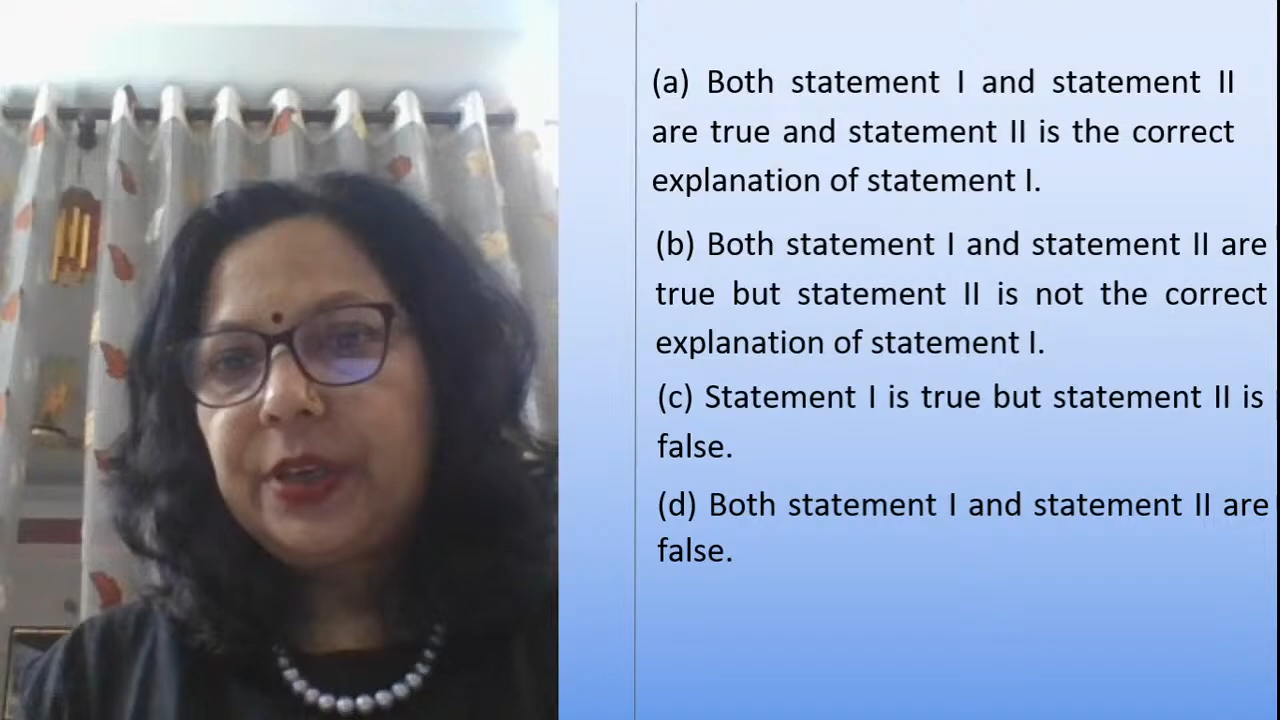 (a) Both statement I and statement II
are true and statement II is the correct
explanation of statement I.
(b) Both statement I and statement II are
true but statement II is not the correct
explanation of statement I.
(c) Statement I is true but statement II is
false.
(d) Both statement I and statement II are
false.